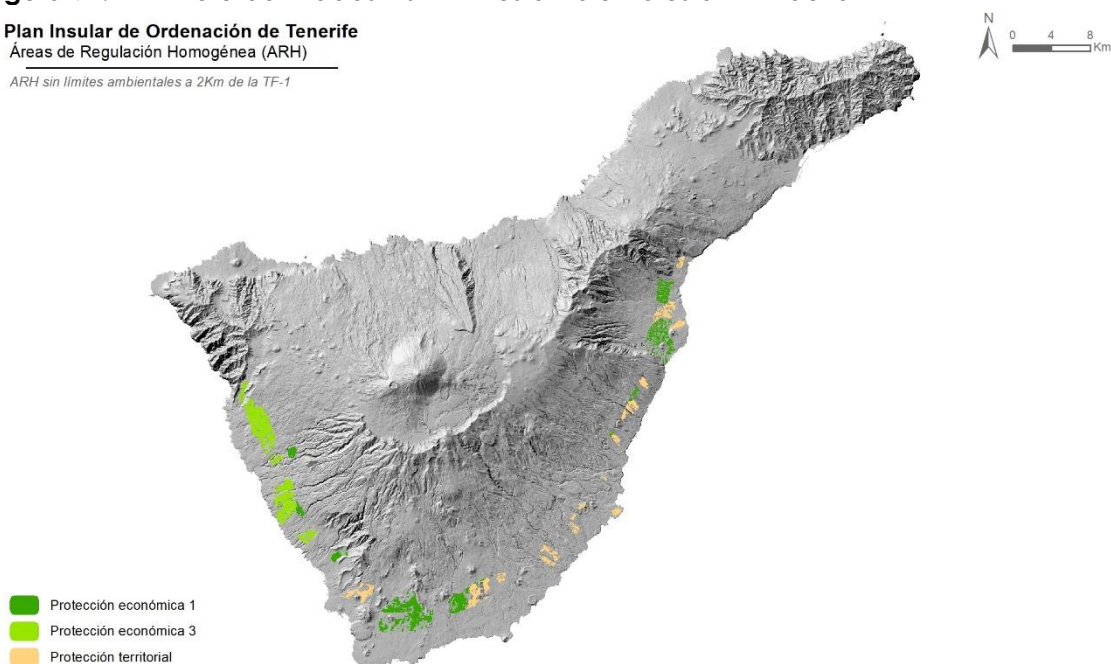 Plan Insular de Ordenación de Tenerife
Áreas de Regulación Homogénea (ARH)
ARH sin límites ambientales a 2Km de la TF-1
N
0 4 8
Km
Protección económica 1
Protección económica 3
Protección territorial